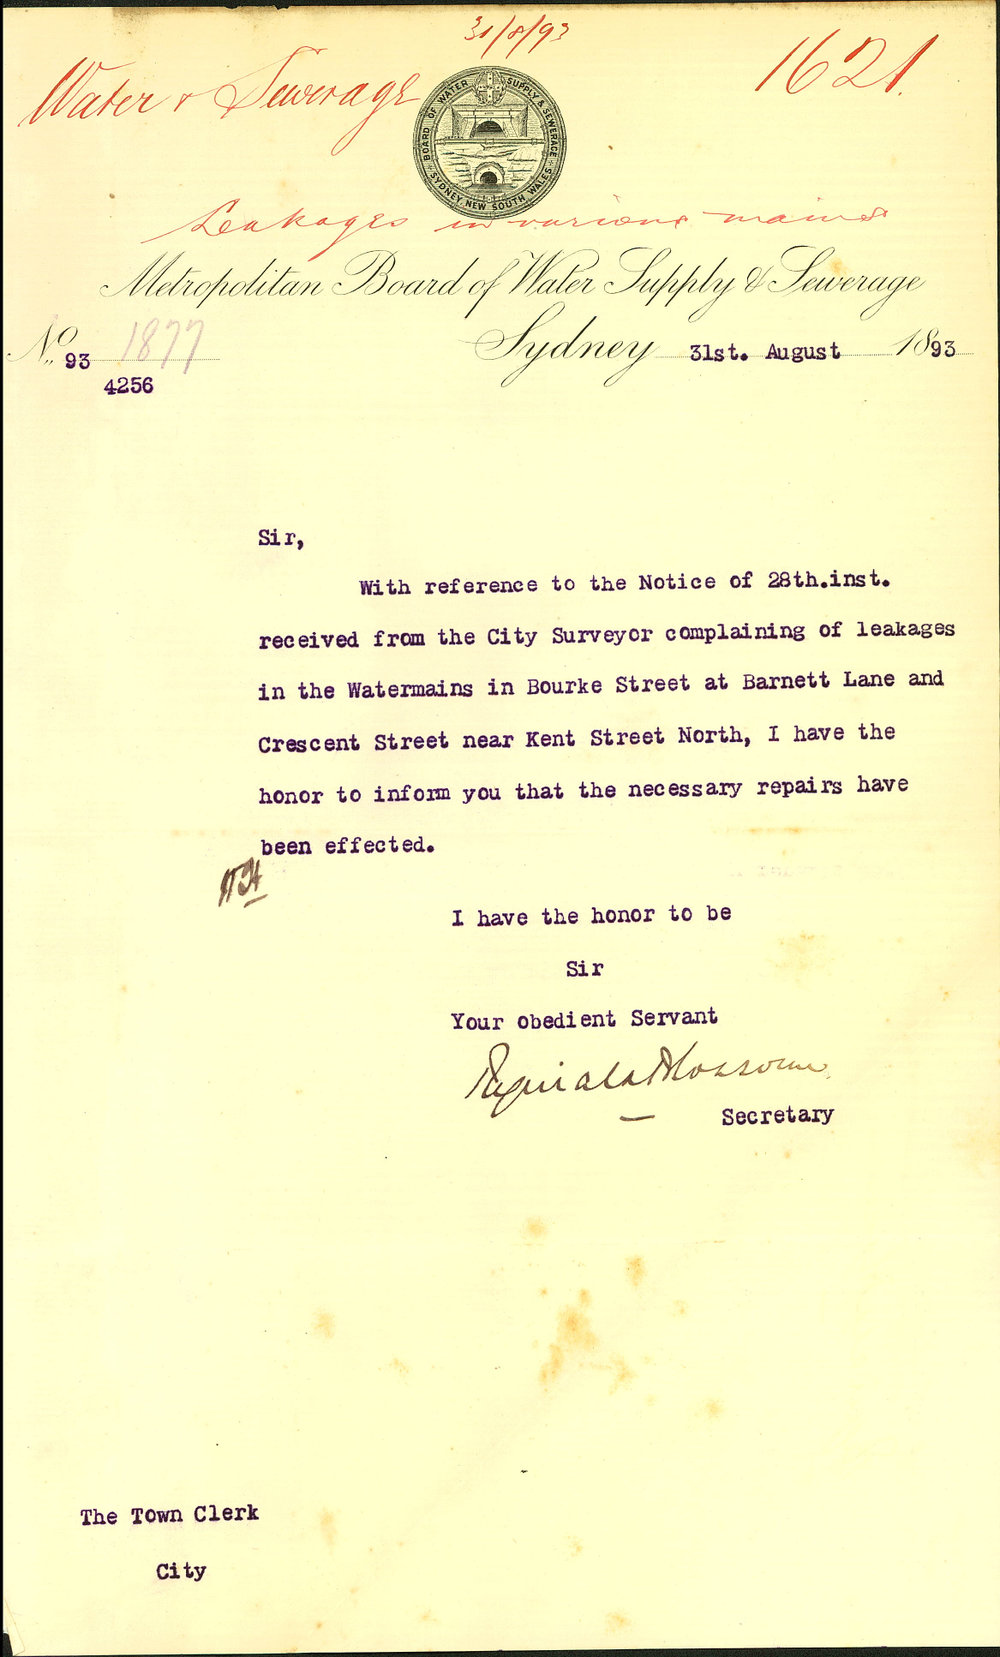 31/8/93
Water & Sewerage
1621.
BOARD OF WATER SUPPLY & SEWERAGE
SYDNEY, NEW SOUTH WALES
Leakages in various mains
Metropolitan Board of Water Supply & Sewerage
No 93 1877
4256
Sydney 31st. August 1893
Sir,
With reference to the Notice of 28th.inst.
received from the City Surveyor complaining of leakages
in the Watermains in Bourke Street at Barnett Lane and
Crescent Street near Kent Street North, I have the
honor to inform you that the necessary repairs have
been effected.
I have the honor to be
Sir
Your obedient Servant
Reginald
Secretary
The Town Clerk
City